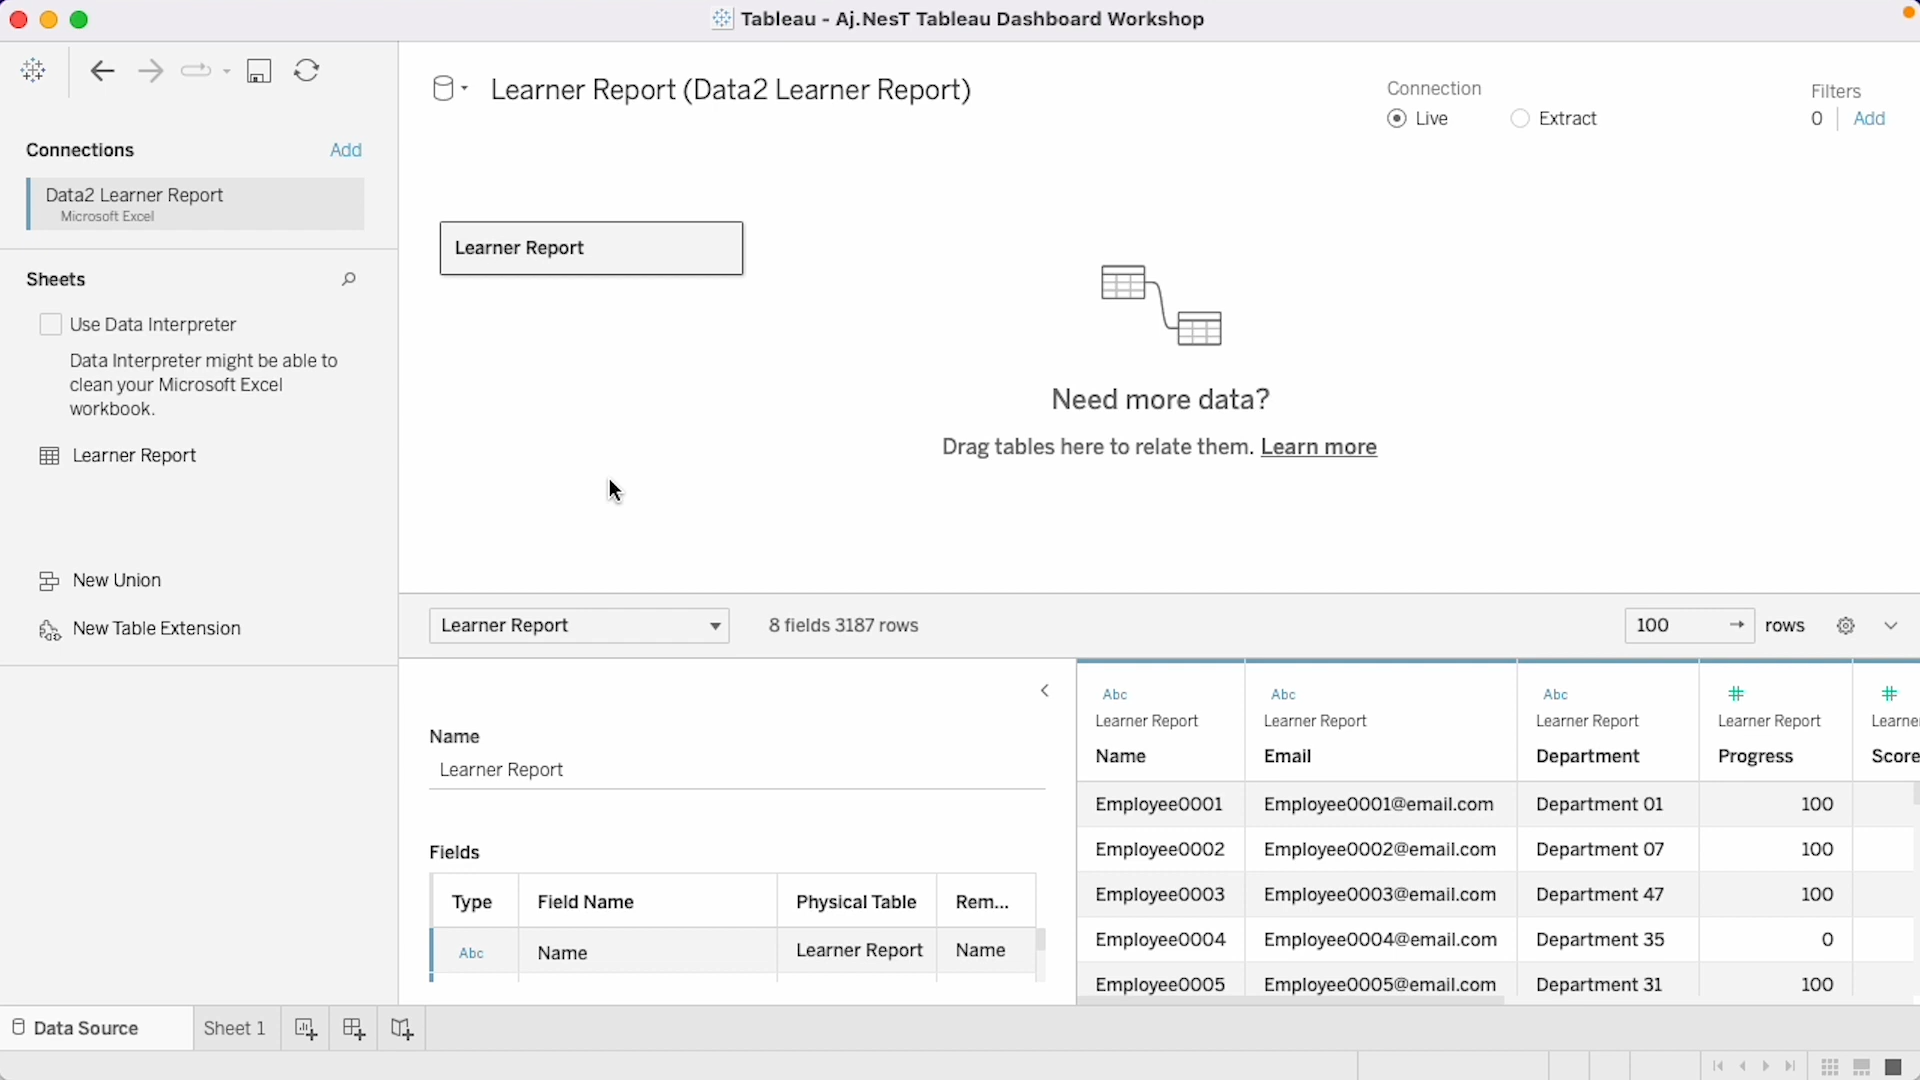 Tableau - Aj.NesT Tableau Dashboard Workshop
Connections
Add
Data2 Learner Report
Microsoft Excel
Sheets
Use Data Interpreter
Data Interpreter might be able to
clean your Microsoft Excel
workbook.
Learner Report
New Union
New Table Extension
Learner Report (Data2 Learner Report)
Connection
Live
Extract
Filters
0
Add
Learner Report
Need more data?
Drag tables here to relate them. Learn more
Learner Report
8 fields 3187 rows
100
rows
Name
Learner Report
Fields
Type Field Name Physical Table Rem...
Abc Name Learner Report Name
Abc Abc Abc # #
Learner Report Learner Report Learner Report Learner Report Learne
Name Email Department Progress Score
Employee0001 Employee0001@email.com Department 01 100
Employee0002 Employee0002@email.com Department 07 100
Employee0003 Employee0003@email.com Department 47 100
Employee0004 Employee0004@email.com Department 35 0
Employee0005 Employee0005@email.com Department 31 100
Data Source
Sheet 1